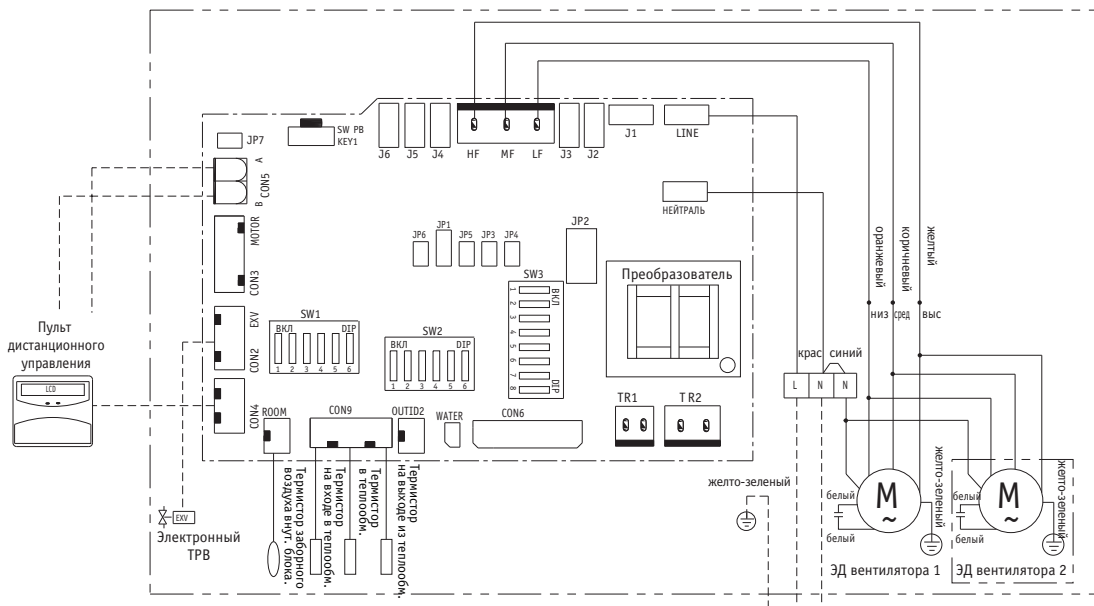 SW PB
KEY1
JP7
J6
J5
J4
HF
MF
LF
J3
J2
J1
LINE
A
CON5
B
НЕЙТРАЛЬ
MOTOR
CON3
JP6
JP1
JP5
JP3
JP4
JP2
SW3
ВКЛ
1
2
3
4
5
6
7
8
DIP
Преобразователь
оранжевый
коричневый
желтый
низ
сред
выс
EXV
CON2
SW1
ВКЛ
DIP
1 2 3 4 5 6
SW2
ВКЛ
DIP
1 2 3 4 5 6
Пульт
дистанционного
управления
LCD
крас
синий
L
N
N
CON4
ROOM
CON9
OUTID2
WATER
CON6
TR1
T R2
Термистор заборного
воздуха внут. блока.
Термистор
на входе в теплообм.
Термистор
в теплообм.
Термистор
на выходе из теплообм.
желто-зеленый
EXV
Электронный
ТРВ
белый
белый
M
~
желто-зеленый
ЭД вентилятора 1
белый
белый
M
~
желто-зеленый
ЭД вентилятора 2